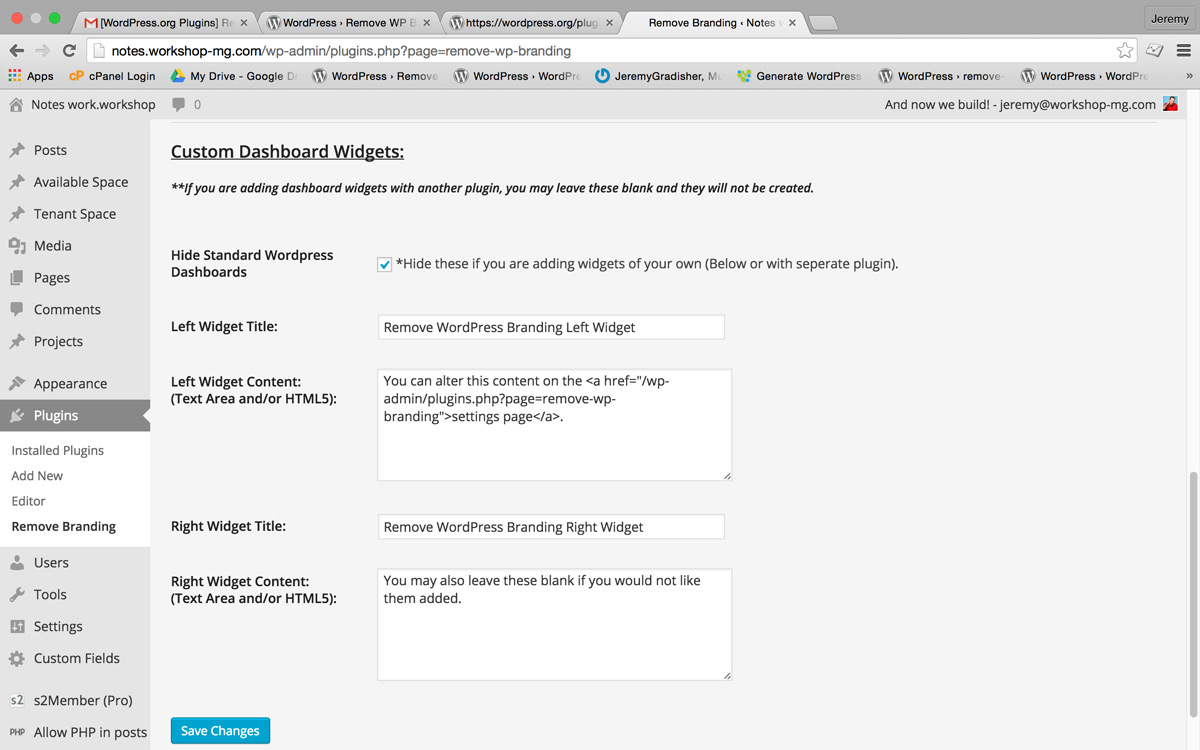 M [WordPress.org Plugins] Re
WordPress › Remove WP B
https://wordpress.org/plug
Remove Branding ‹ Notes
Jeremy
notes.workshop-mg.com/wp-admin/plugins.php?page=remove-wp-branding
Apps
cP cPanel Login
My Drive - Google Dr
WordPress › Remove
WordPress › WordPre
JeremyGradisher, Mu
Generate WordPress
WordPress › remove-
WordPress › WordPre
»
Notes work.workshop
0
And now we build! - jeremy@workshop-mg.com
Posts
Available Space
Tenant Space
Media
Pages
Comments
Projects
Appearance
Plugins
Installed Plugins
Add New
Editor
Remove Branding
Users
Tools
Settings
Custom Fields
s2 s2Member (Pro)
PHP Allow PHP in posts
Custom Dashboard Widgets:
**If you are adding dashboard widgets with another plugin, you may leave these blank and they will not be created.
Hide Standard Wordpress
Dashboards
*Hide these if you are adding widgets of your own (Below or with seperate plugin).
Left Widget Title:
Remove WordPress Branding Left Widget
Left Widget Content:
(Text Area and/or HTML5):
You can alter this content on the <a href="/wp-
admin/plugins.php?page=remove-wp-
branding">settings page</a>.
Right Widget Title:
Remove WordPress Branding Right Widget
Right Widget Content:
(Text Area and/or HTML5):
You may also leave these blank if you would not like
them added.
Save Changes